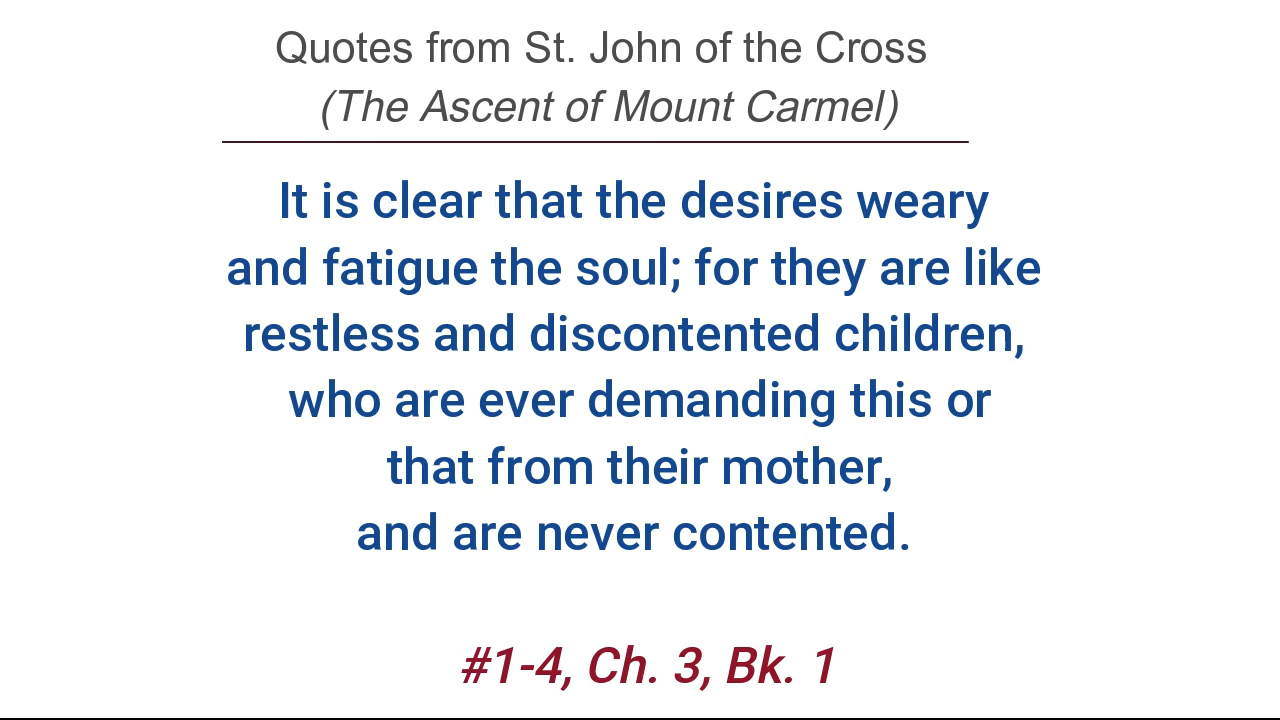 Quotes from St. John of the Cross
(The Ascent of Mount Carmel)
It is clear that the desires weary
and fatigue the soul; for they are like
restless and discontented children,
who are ever demanding this or
that from their mother,
and are never contented.
#1-4, Ch. 3, Bk. 1